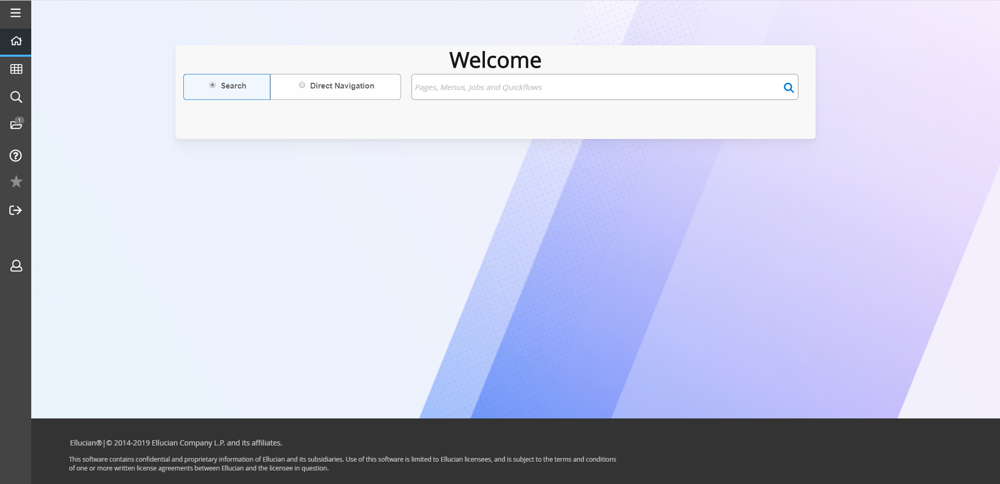 Welcome
Search
Direct Navigation
Pages, Menus, Jobs and Quickflows
1
Ellucian®|© 2014-2019 Ellucian Company L.P. and its affiliates.
This software contains confidential and proprietary information of Ellucian and its subsidiaries. Use of this software is limited to Ellucian licensees, and is subject to the terms and conditions
of one or more written license agreements between Ellucian and the licensee in question.